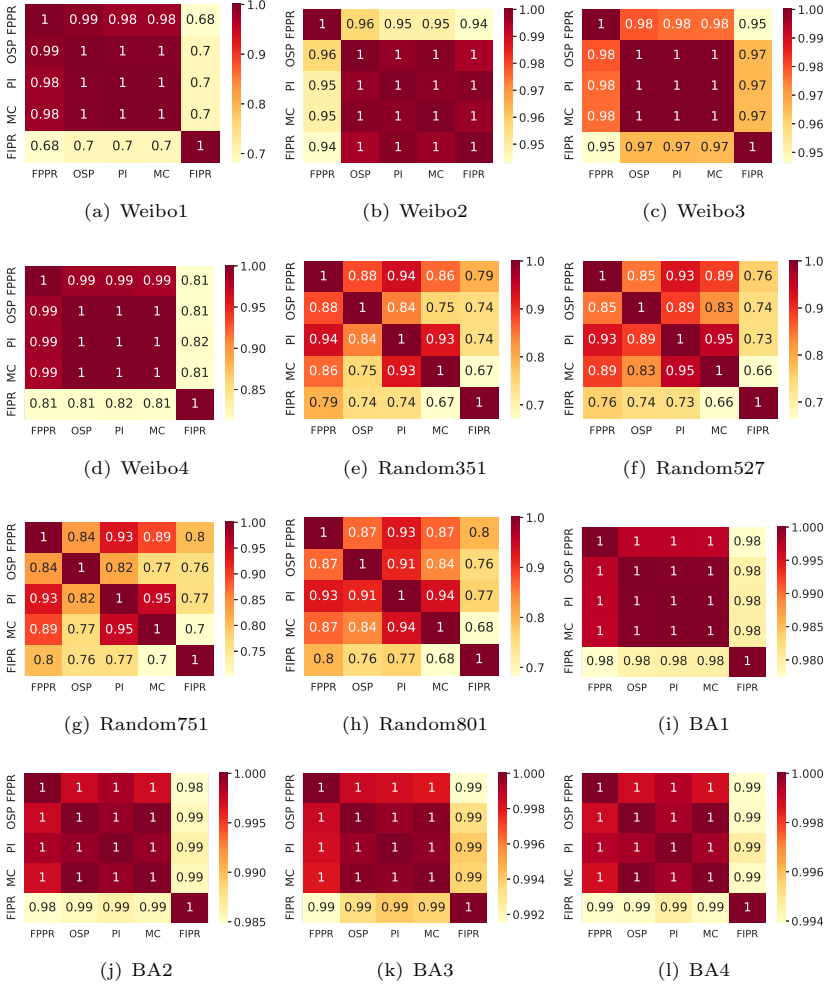 FPPR 1 0.99 0.98 0.98 0.68
OSP 0.99 1 1 1 0.7
PI 0.98 1 1 1 0.7
MC 0.98 1 1 1 0.7
FIPR 0.68 0.7 0.7 0.7 1
FPPR OSP PI MC FIPR
1.0
0.9
0.8
0.7
(a) Weibo1
FPPR 1 0.96 0.95 0.95 0.94
OSP 0.96 1 1 1 1
PI 0.95 1 1 1 1
MC 0.95 1 1 1 1
FIPR 0.94 1 1 1 1
FPPR OSP PI MC FIPR
1.00
0.99
0.98
0.97
0.96
0.95
(b) Weibo2
FPPR 1 0.98 0.98 0.98 0.95
OSP 0.98 1 1 1 0.97
PI 0.98 1 1 1 0.97
MC 0.98 1 1 1 0.97
FIPR 0.95 0.97 0.97 0.97 1
FPPR OSP PI MC FIPR
1.00
0.99
0.98
0.97
0.96
0.95
(c) Weibo3
FPPR 1 0.99 0.99 0.99 0.81
OSP 0.99 1 1 1 0.81
PI 0.99 1 1 1 0.82
MC 0.99 1 1 1 0.81
FIPR 0.81 0.81 0.82 0.81 1
FPPR OSP PI MC FIPR
1.00
0.95
0.90
0.85
(d) Weibo4
FPPR 1 0.88 0.94 0.86 0.79
OSP 0.88 1 0.84 0.75 0.74
PI 0.94 0.84 1 0.93 0.74
MC 0.86 0.75 0.93 1 0.67
FIPR 0.79 0.74 0.74 0.67 1
FPPR OSP PI MC FIPR
1.0
0.9
0.8
0.7
(e) Random351
FPPR 1 0.85 0.93 0.89 0.76
OSP 0.85 1 0.89 0.83 0.74
PI 0.93 0.89 1 0.95 0.73
MC 0.89 0.83 0.95 1 0.66
FIPR 0.76 0.74 0.73 0.66 1
FPPR OSP PI MC FIPR
1.0
0.9
0.8
0.7
(f) Random527
FPPR 1 0.84 0.93 0.89 0.8
OSP 0.84 1 0.82 0.77 0.76
PI 0.93 0.82 1 0.95 0.77
MC 0.89 0.77 0.95 1 0.7
FIPR 0.8 0.76 0.77 0.7 1
FPPR OSP PI MC FIPR
1.00
0.95
0.90
0.85
0.80
0.75
(g) Random751
FPPR 1 0.87 0.93 0.87 0.8
OSP 0.87 1 0.91 0.84 0.76
PI 0.93 0.91 1 0.94 0.77
MC 0.87 0.84 0.94 1 0.68
FIPR 0.8 0.76 0.77 0.68 1
FPPR OSP PI MC FIPR
1.0
0.9
0.8
0.7
(h) Random801
FPPR 1 1 1 1 0.98
OSP 1 1 1 1 0.98
PI 1 1 1 1 0.98
MC 1 1 1 1 0.98
FIPR 0.98 0.98 0.98 0.98 1
FPPR OSP PI MC FIPR
1.000
0.995
0.990
0.985
0.980
(i) BA1
FPPR 1 1 1 1 0.98
OSP 1 1 1 1 0.99
PI 1 1 1 1 0.99
MC 1 1 1 1 0.99
FIPR 0.98 0.99 0.99 0.99 1
FPPR OSP PI MC FIPR
1.000
0.995
0.990
0.985
(j) BA2
FPPR 1 1 1 1 0.99
OSP 1 1 1 1 0.99
PI 1 1 1 1 0.99
MC 1 1 1 1 0.99
FIPR 0.99 0.99 0.99 0.99 1
FPPR OSP PI MC FIPR
1.000
0.998
0.996
0.994
0.992
(k) BA3
FPPR 1 1 1 1 0.99
OSP 1 1 1 1 0.99
PI 1 1 1 1 0.99
MC 1 1 1 1 0.99
FIPR 0.99 0.99 0.99 0.99 1
FPPR OSP PI MC FIPR
1.000
0.998
0.996
0.994
(l) BA4